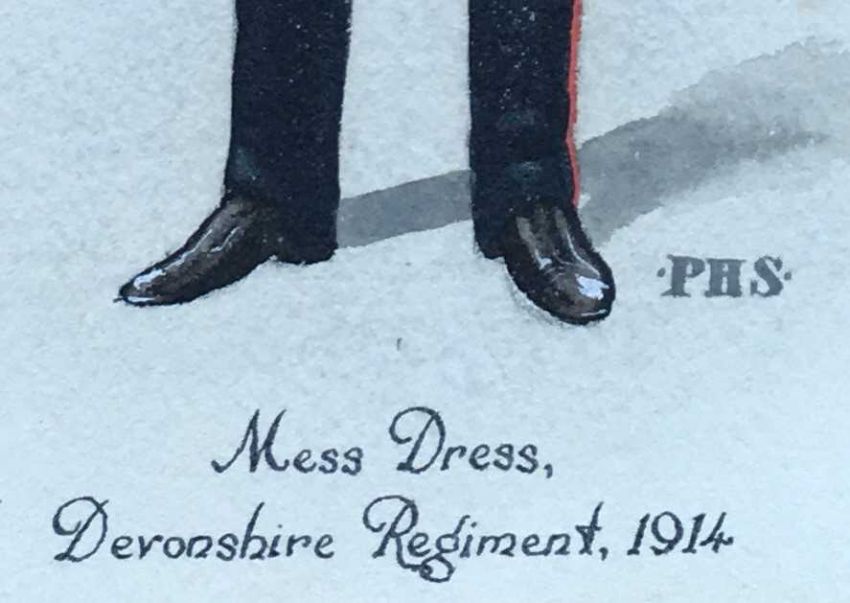 ·PHS·
Mess Dress,
Devonshire Regiment, 1914